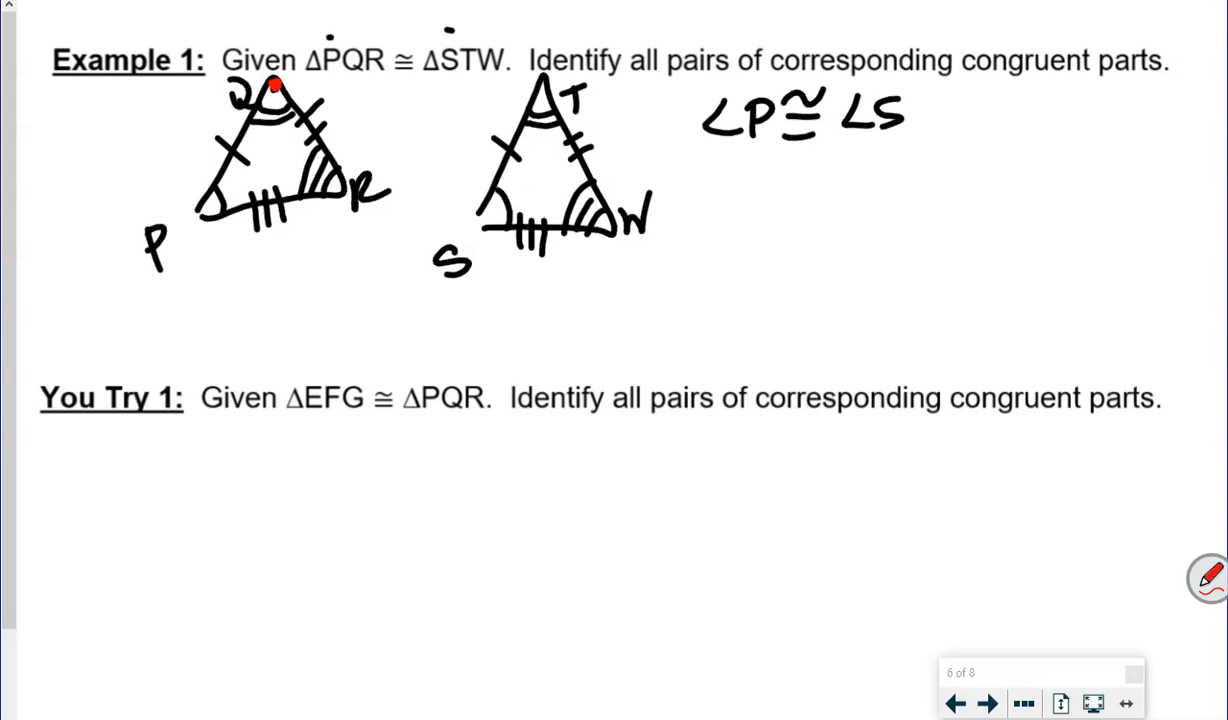 Example 1: Given ΔPQR ≅ ΔSTW. Identify all pairs of corresponding congruent parts.
Q T ∠P ≅ ∠S
R W
P S
You Try 1: Given ΔEFG ≅ ΔPQR. Identify all pairs of corresponding congruent parts.
6 of 8